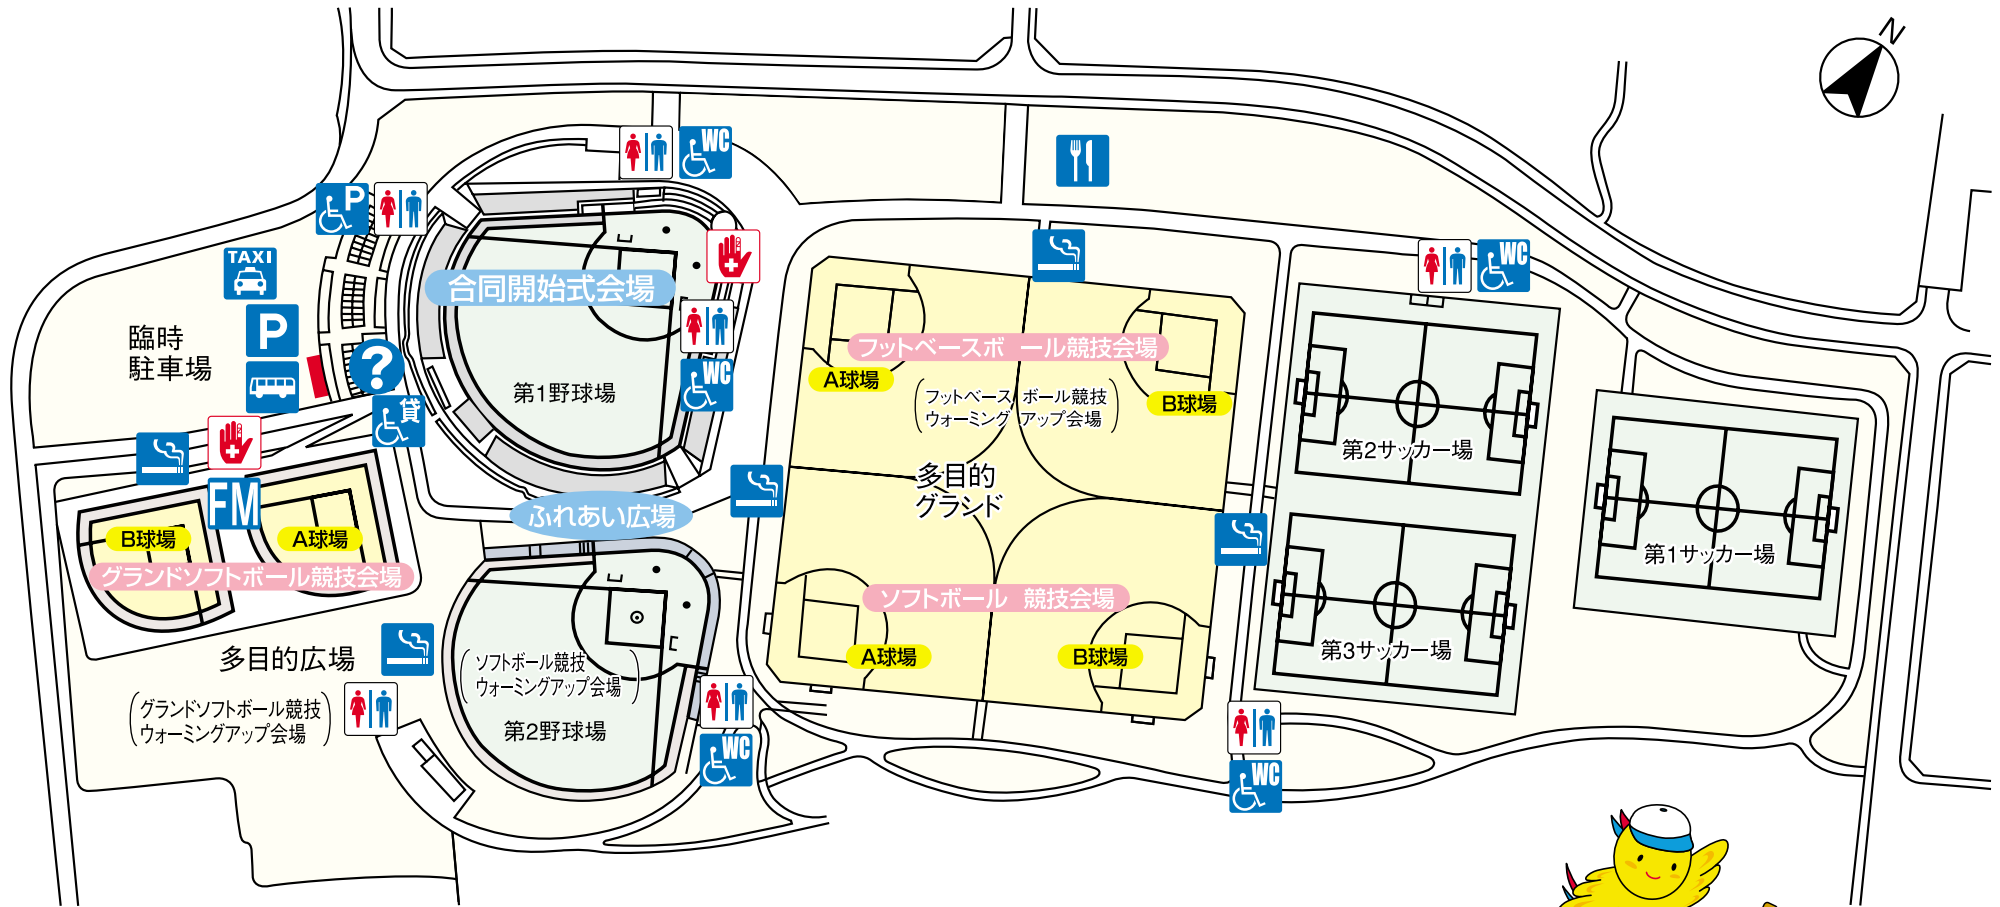 N
WC
P
TAXI
合同開始式会場
P
臨時
駐車場
?
第1野球場
WC
貸
WC
フットベースボール競技会場
A球場
B球場
フットベースボール競技
ウォーミングアップ会場
多目的
グランド
第2サッカー場
第1サッカー場
第3サッカー場
FM
ふれあい広場
B球場
A球場
グランドソフトボール競技会場
ソフトボール 競技会場
A球場
B球場
多目的広場
グランドソフトボール競技
ウォーミングアップ会場
ソフトボール競技
ウォーミングアップ会場
第2野球場
WC
WC